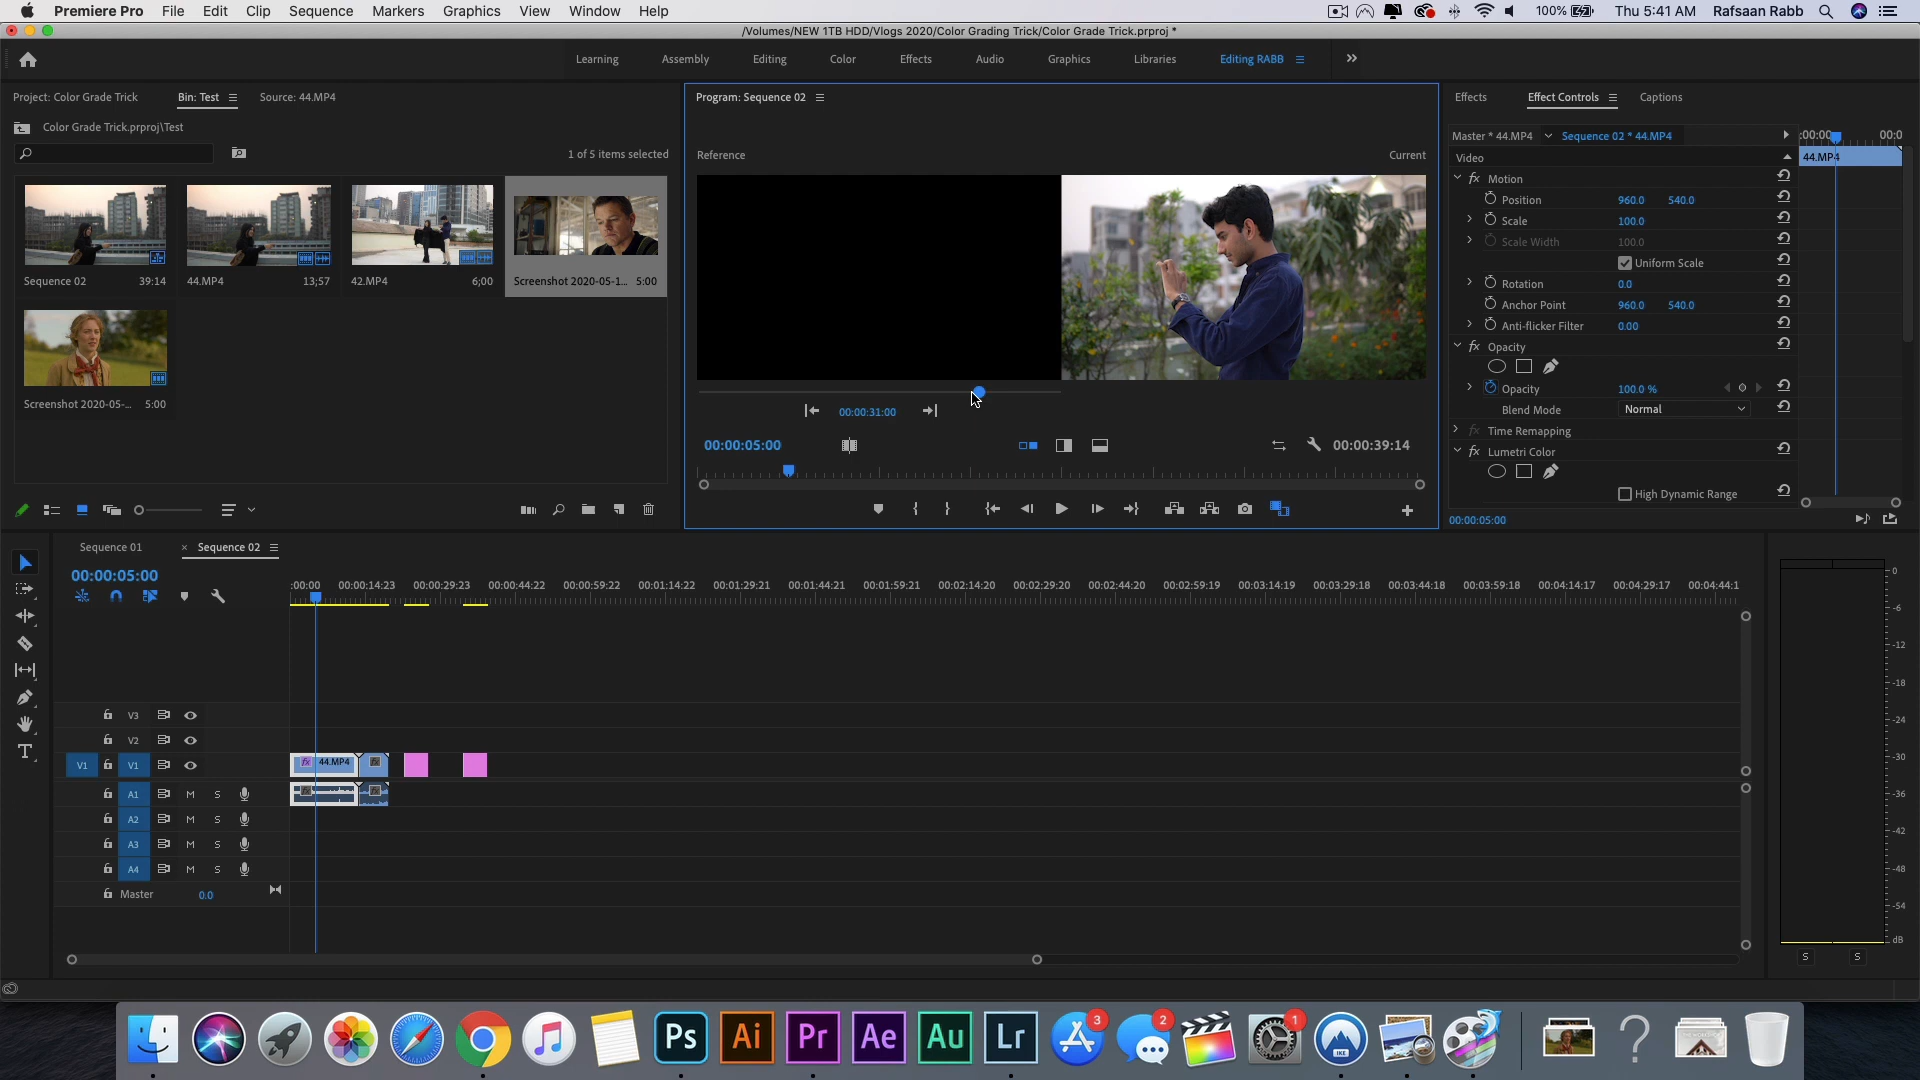 Premiere Pro File Edit Clip Sequence Markers Graphics View Window Help 100% Thu 5:41 AM Rafsaan Rabb
/Volumes/NEW 1TB HDD/Vlogs 2020/Color Grading Trick/Color Grade Trick.prproj *
Learning Assembly Editing Color Effects Audio Graphics Libraries Editing RABB
Project: Color Grade Trick Bin: Test Source: 44.MP4
Color Grade Trick.prproj\Test
1 of 5 items selected
Sequence 02 39:14 44.MP4 13;57 42.MP4 6;00 Screenshot 2020-05-1... 5:00
Screenshot 2020-05-... 5:00
Program: Sequence 02
Reference Current
00:00:31:00
00:00:05:00 00:00:39:14
Effects Effect Controls Captions
Master * 44.MP4 Sequence 02 * 44.MP4 :00:00 00:0
Video 44.MP4
fx Motion
Position 960.0 540.0
Scale 100.0
Scale Width 100.0
Uniform Scale
Rotation 0.0
Anchor Point 960.0 540.0
Anti-flicker Filter 0.00
fx Opacity
Opacity 100.0 %
Blend Mode Normal
fx Time Remapping
fx Lumetri Color
High Dynamic Range
00:00:05:00
Sequence 01 × Sequence 02
00:00:05:00
:00:00 00:00:14:23 00:00:29:23 00:00:44:22 00:00:59:22 00:01:14:22 00:01:29:21 00:01:44:21 00:01:59:21 00:02:14:20 00:02:29:20 00:02:44:20 00:02:59:19 00:03:14:19 00:03:29:18 00:03:44:18 00:03:59:18 00:04:14:17 00:04:29:17 00:04:44:1
V3
V2
V1 V1 fx 44.MP4 fx
A1 M S
A2 M S
A3 M S
A4 M S
Master 0.0
0
-6
-12
-18
-24
-30
-36
-42
-48
-54
dB
S S
Ps Ai Pr Ae Au Lr 3 2 1 IKE ?